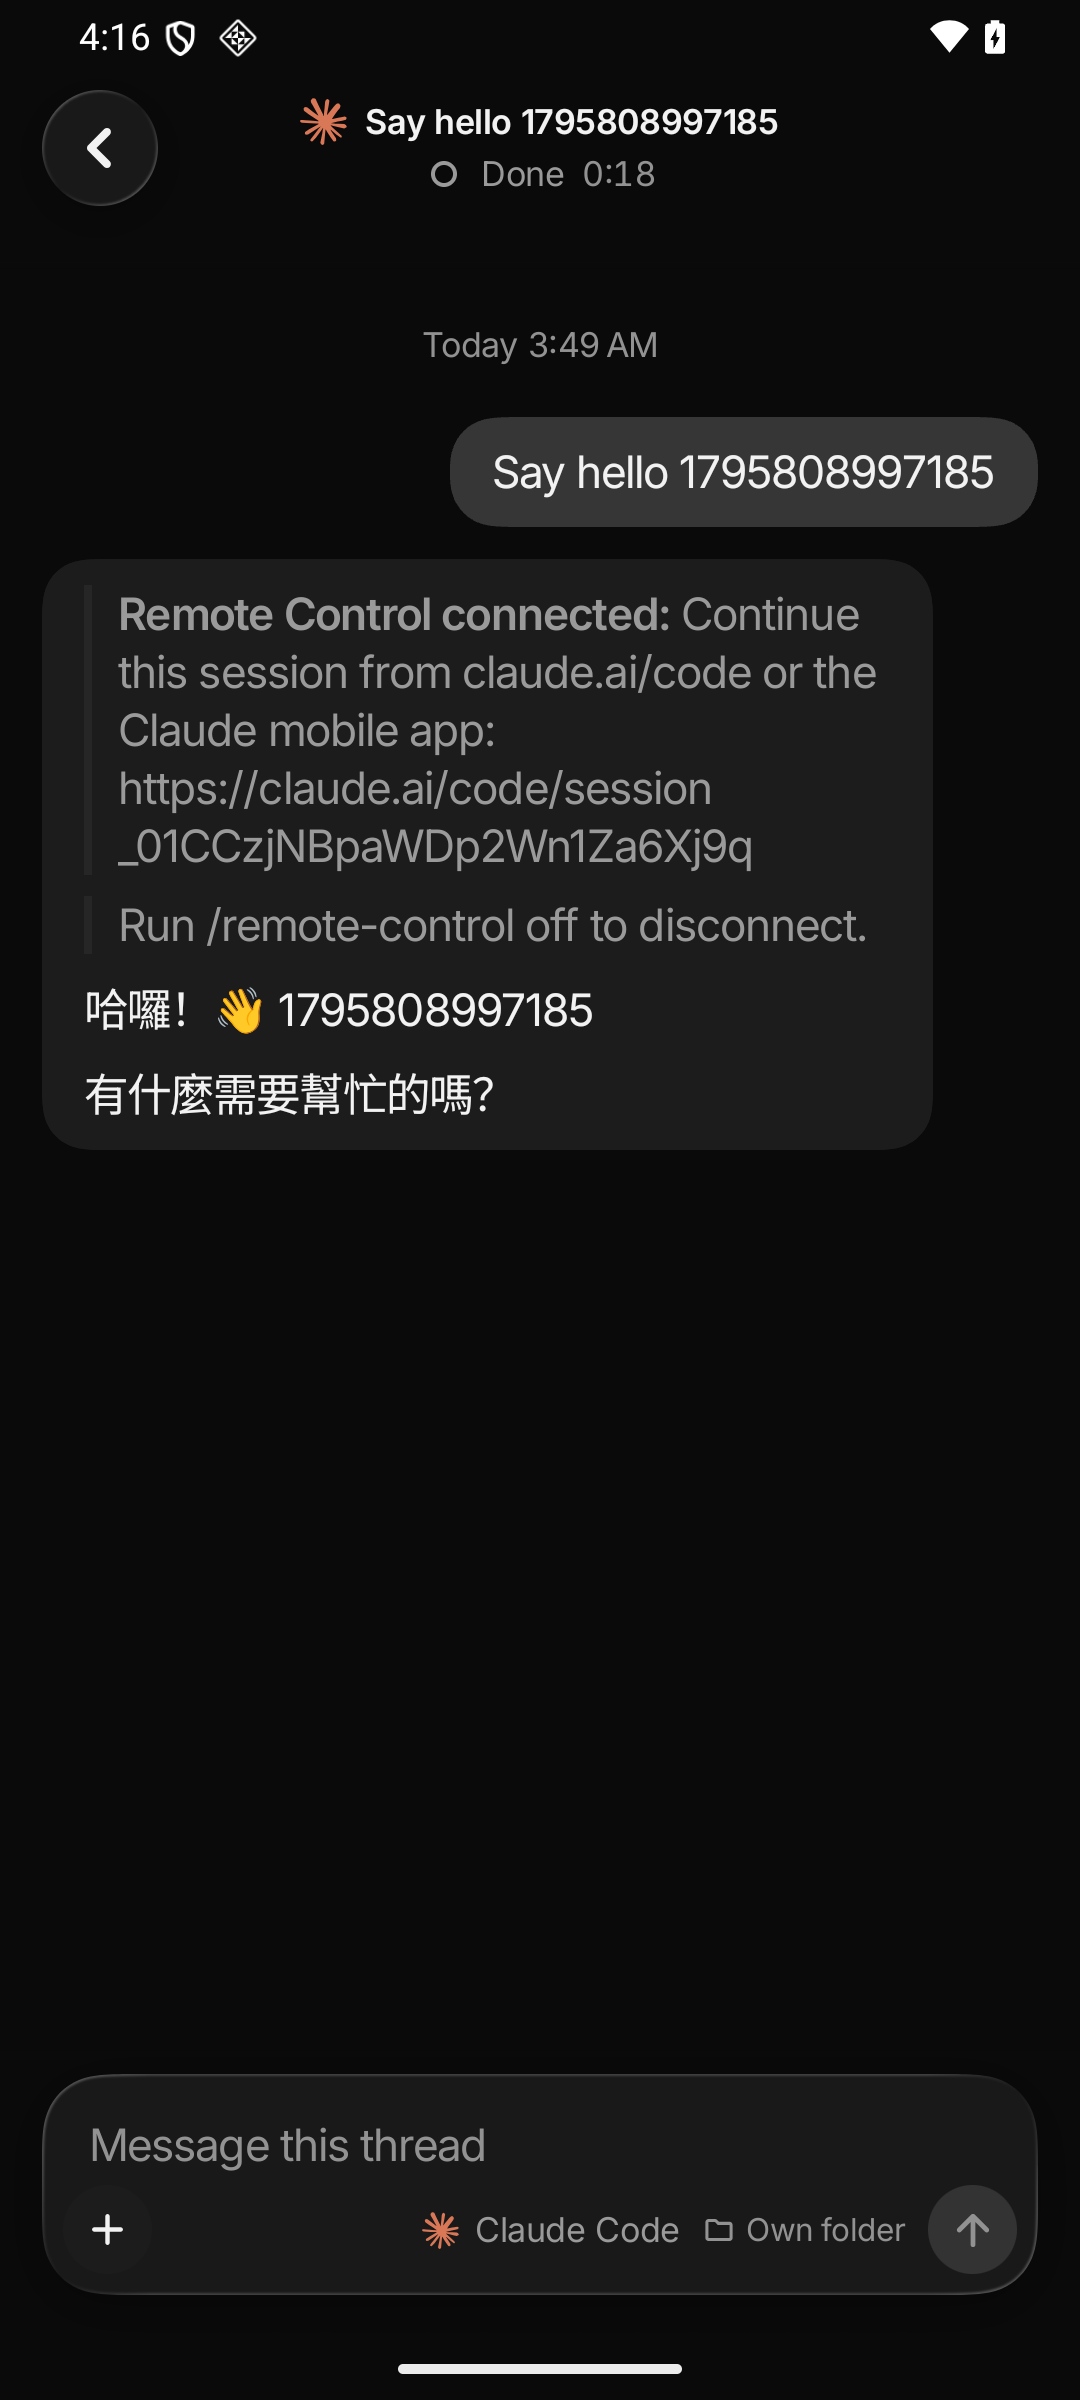 4:16
Say hello 1795808997185
Done 0:18
Today 3:49 AM
Say hello 1795808997185
Remote Control connected: Continue
this session from claude.ai/code or the
Claude mobile app:
https://claude.ai/code/session
_01CCzjNBpaWDp2Wn1Za6Xj9q
Run /remote-control off to disconnect.
哈囉！👋 1795808997185
有什麼需要幫忙的嗎？
Message this thread
Claude Code Own folder